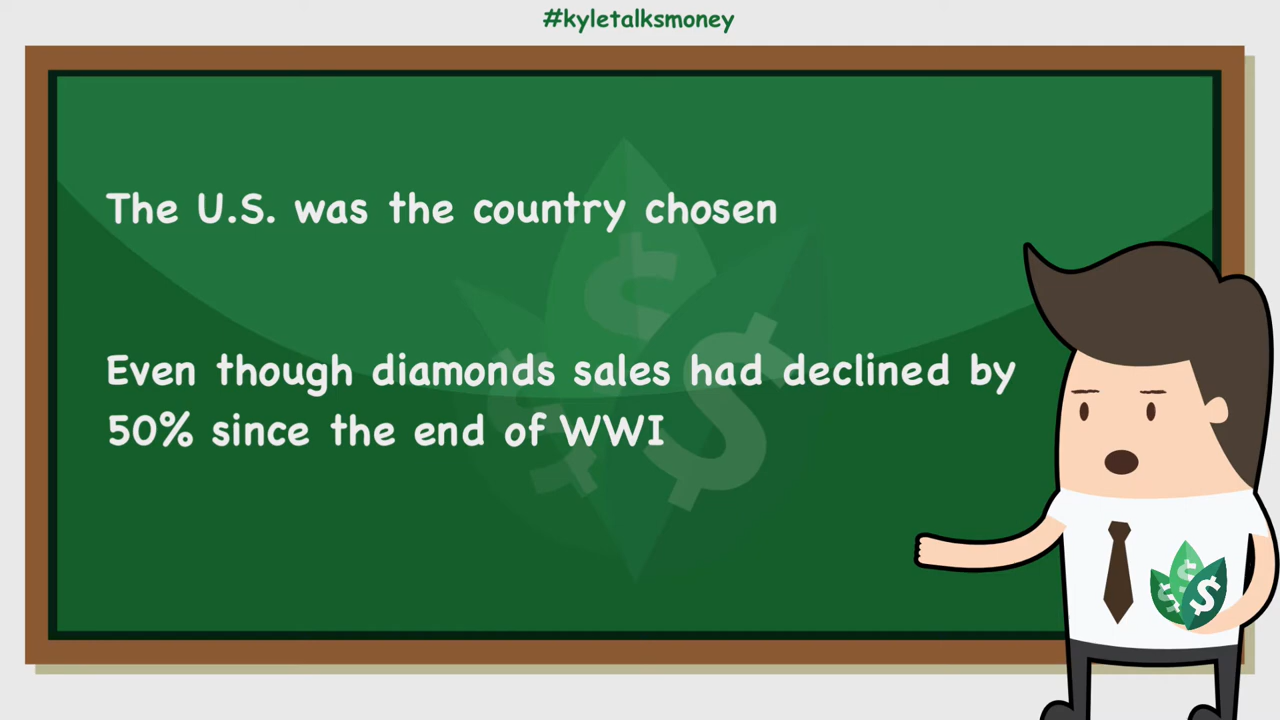 #kyletalksmoney
The U.S. was the country chosen
Even though diamonds sales had declined by
50% since the end of WWI